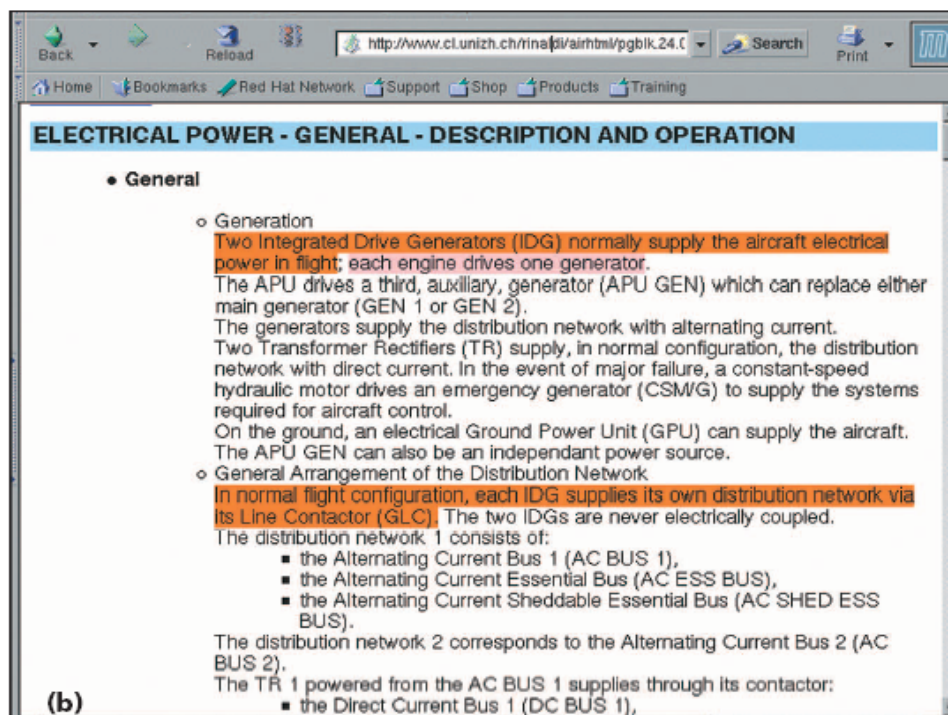 Back
Reload
http://www.cl.unizh.ch/rinaldi/airhtml/pgblk.24.0
Search
Print
Home Bookmarks Red Hat Network Support Shop Products Training
ELECTRICAL POWER - GENERAL - DESCRIPTION AND OPERATION
• General
o Generation
Two Integrated Drive Generators (IDG) normally supply the aircraft electrical
power in flight; each engine drives one generator.
The APU drives a third, auxiliary, generator (APU GEN) which can replace either
main generator (GEN 1 or GEN 2).
The generators supply the distribution network with alternating current.
Two Transformer Rectifiers (TR) supply, in normal configuration, the distribution
network with direct current. In the event of major failure, a constant-speed
hydraulic motor drives an emergency generator (CSM/G) to supply the systems
required for aircraft control.
On the ground, an electrical Ground Power Unit (GPU) can supply the aircraft.
The APU GEN can also be an independant power source.
o General Arrangement of the Distribution Network
In normal flight configuration, each IDG supplies its own distribution network via
its Line Contactor (GLC). The two IDGs are never electrically coupled.
The distribution network 1 consists of:
▪ the Alternating Current Bus 1 (AC BUS 1),
▪ the Alternating Current Essential Bus (AC ESS BUS),
▪ the Alternating Current Sheddable Essential Bus (AC SHED ESS
BUS).
The distribution network 2 corresponds to the Alternating Current Bus 2 (AC
BUS 2).
The TR 1 powered from the AC BUS 1 supplies through its contactor:
▪ the Direct Current Bus 1 (DC BUS 1),
(b)